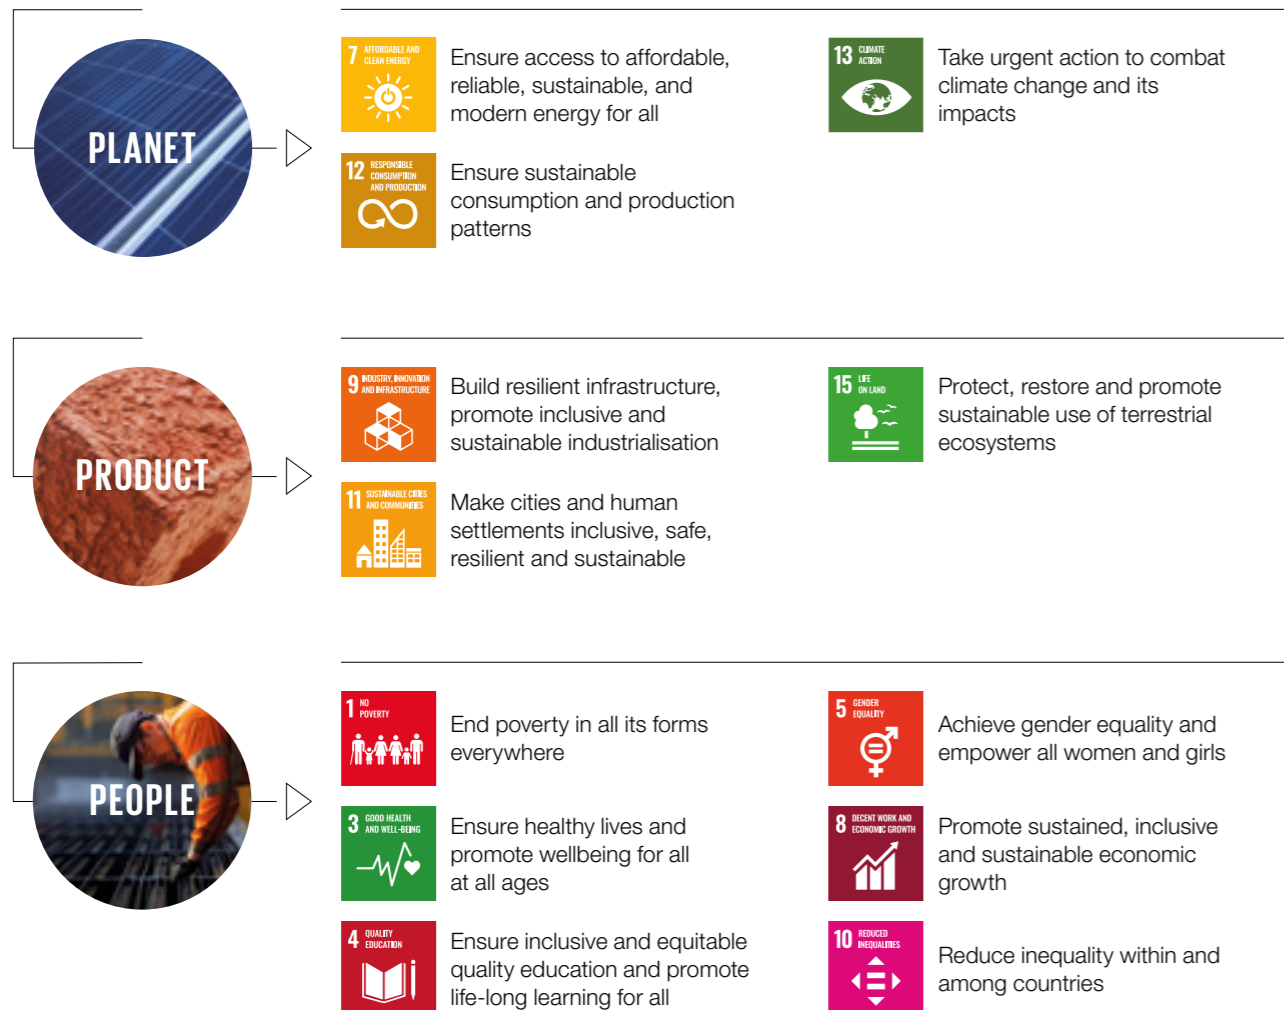 PLANET
7 AFFORDABLE AND
CLEAN ENERGY
Ensure access to affordable,
reliable, sustainable, and
modern energy for all
12 RESPONSIBLE
CONSUMPTION
AND PRODUCTION
Ensure sustainable
consumption and production
patterns
13 CLIMATE
ACTION
Take urgent action to combat
climate change and its
impacts
PRODUCT
9 INDUSTRY, INNOVATION
AND INFRASTRUCTURE
Build resilient infrastructure,
promote inclusive and
sustainable industrialisation
11 SUSTAINABLE CITIES
AND COMMUNITIES
Make cities and human
settlements inclusive, safe,
resilient and sustainable
15 LIFE
ON LAND
Protect, restore and promote
sustainable use of terrestrial
ecosystems
PEOPLE
1 NO
POVERTY
End poverty in all its forms
everywhere
3 GOOD HEALTH
AND WELL-BEING
Ensure healthy lives and
promote wellbeing for all
at all ages
4 QUALITY
EDUCATION
Ensure inclusive and equitable
quality education and promote
life-long learning for all
5 GENDER
EQUALITY
Achieve gender equality and
empower all women and girls
8 DECENT WORK AND
ECONOMIC GROWTH
Promote sustained, inclusive
and sustainable economic
growth
10 REDUCED
INEQUALITIES
Reduce inequality within and
among countries